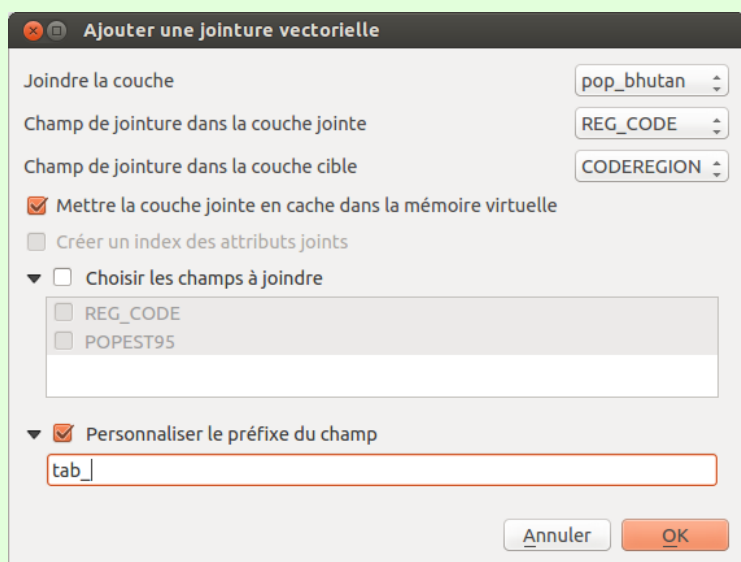 Ajouter une jointure vectorielle
Joindre la couche pop_bhutan
Champ de jointure dans la couche jointe REG_CODE
Champ de jointure dans la couche cible CODEREGION
Mettre la couche jointe en cache dans la mémoire virtuelle
Créer un index des attributs joints
Choisir les champs à joindre
REG_CODE
POPEST95
Personnaliser le préfixe du champ
tab_
Annuler OK